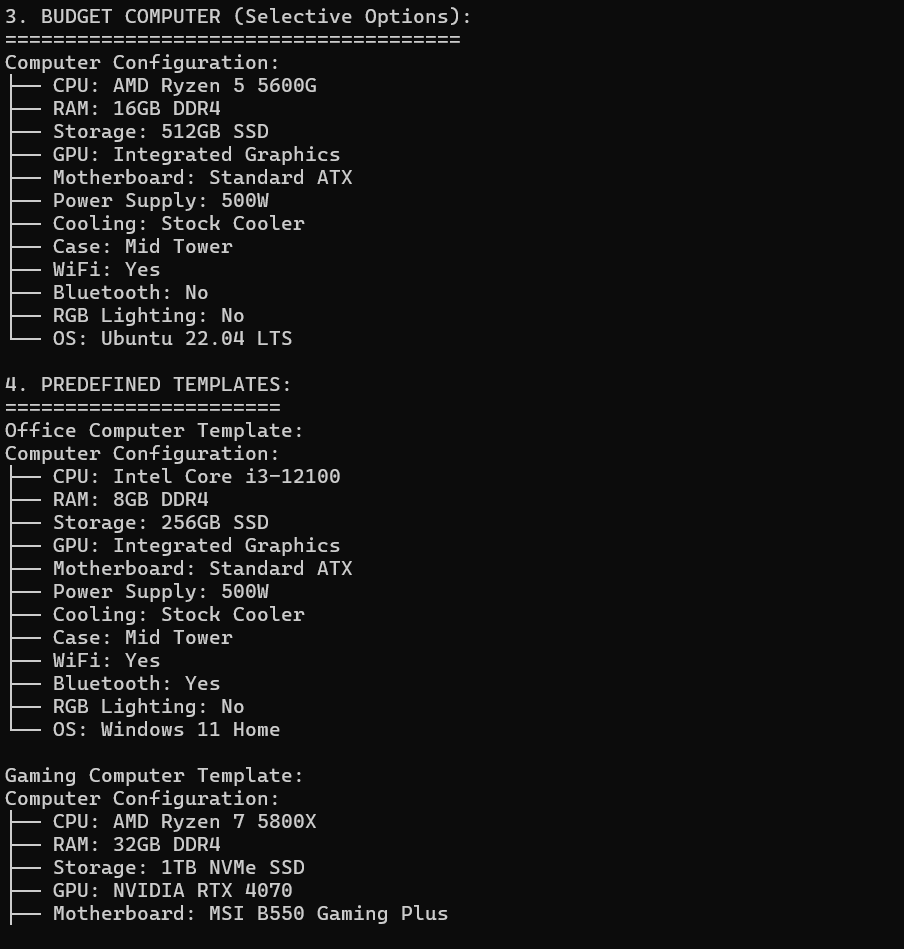 3. BUDGET COMPUTER (Selective Options):
======================================
Computer Configuration:
├── CPU: AMD Ryzen 5 5600G
├── RAM: 16GB DDR4
├── Storage: 512GB SSD
├── GPU: Integrated Graphics
├── Motherboard: Standard ATX
├── Power Supply: 500W
├── Cooling: Stock Cooler
├── Case: Mid Tower
├── WiFi: Yes
├── Bluetooth: No
├── RGB Lighting: No
└── OS: Ubuntu 22.04 LTS

4. PREDEFINED TEMPLATES:
=======================
Office Computer Template:
Computer Configuration:
├── CPU: Intel Core i3-12100
├── RAM: 8GB DDR4
├── Storage: 256GB SSD
├── GPU: Integrated Graphics
├── Motherboard: Standard ATX
├── Power Supply: 500W
├── Cooling: Stock Cooler
├── Case: Mid Tower
├── WiFi: Yes
├── Bluetooth: Yes
├── RGB Lighting: No
└── OS: Windows 11 Home

Gaming Computer Template:
Computer Configuration:
├── CPU: AMD Ryzen 7 5800X
├── RAM: 32GB DDR4
├── Storage: 1TB NVMe SSD
├── GPU: NVIDIA RTX 4070
├── Motherboard: MSI B550 Gaming Plus